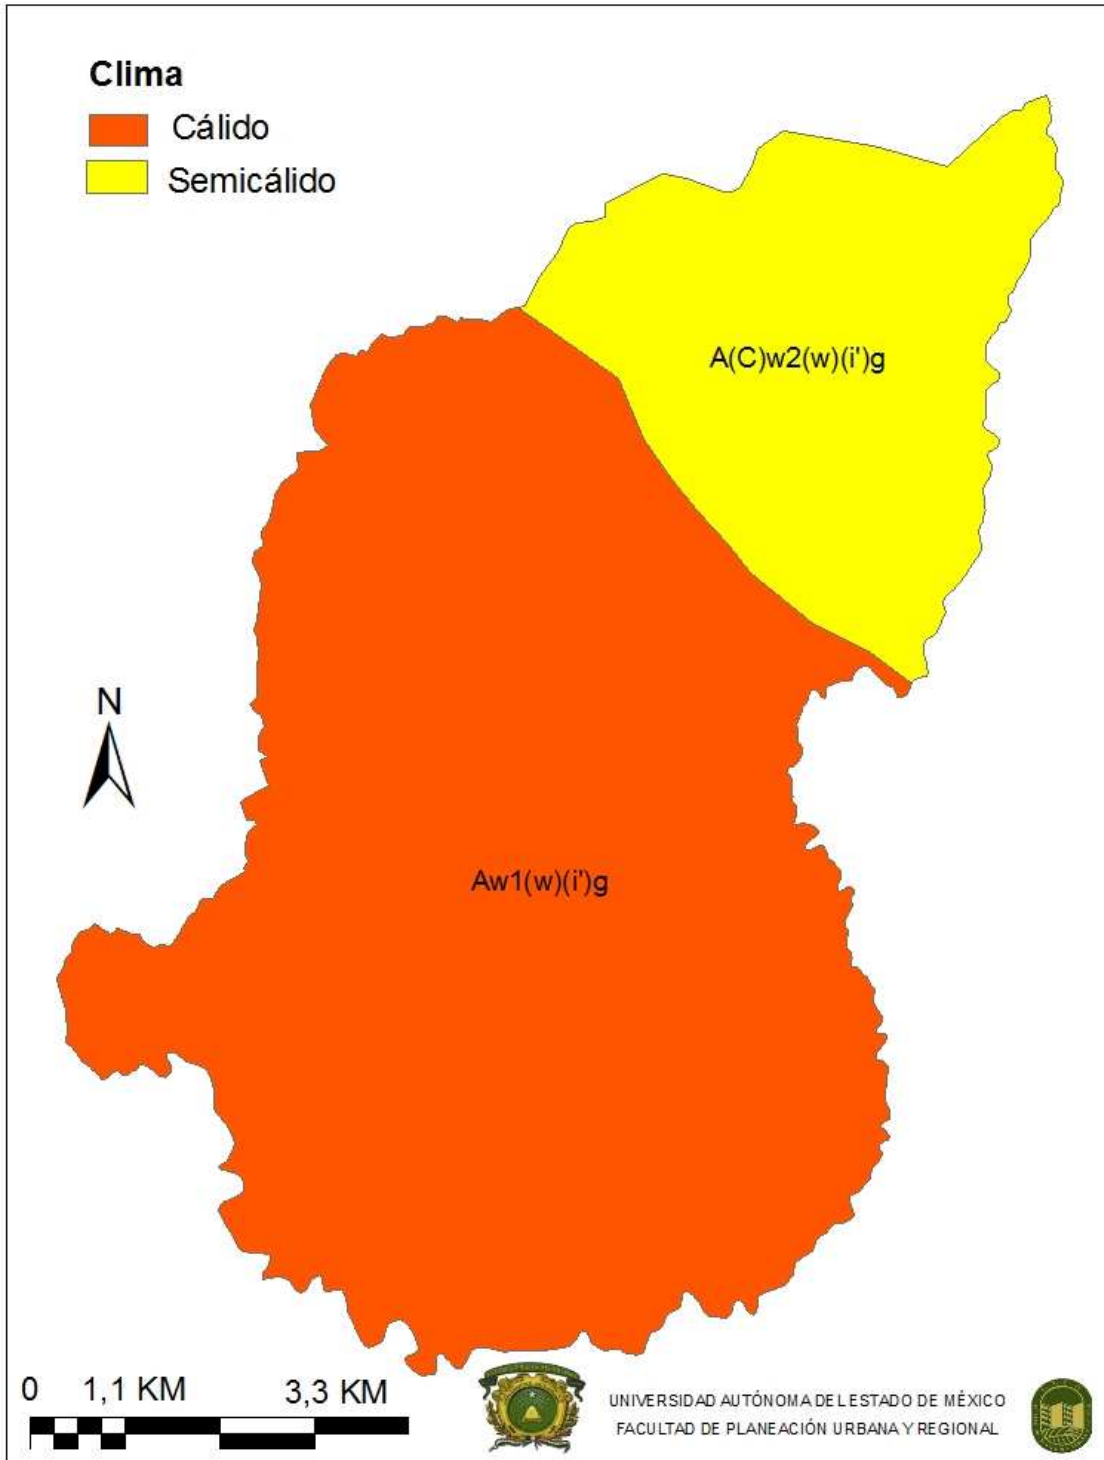 Clima
Cálido
Semicálido
A(C)w2(w)(i')g
N
Aw1(w)(i')g
0 1,1 KM 3,3 KM
UNIVERSIDAD AUTÓNOMA DEL ESTADO DE MÉXICO
FACULTAD DE PLANEACIÓN URBANA Y REGIONAL